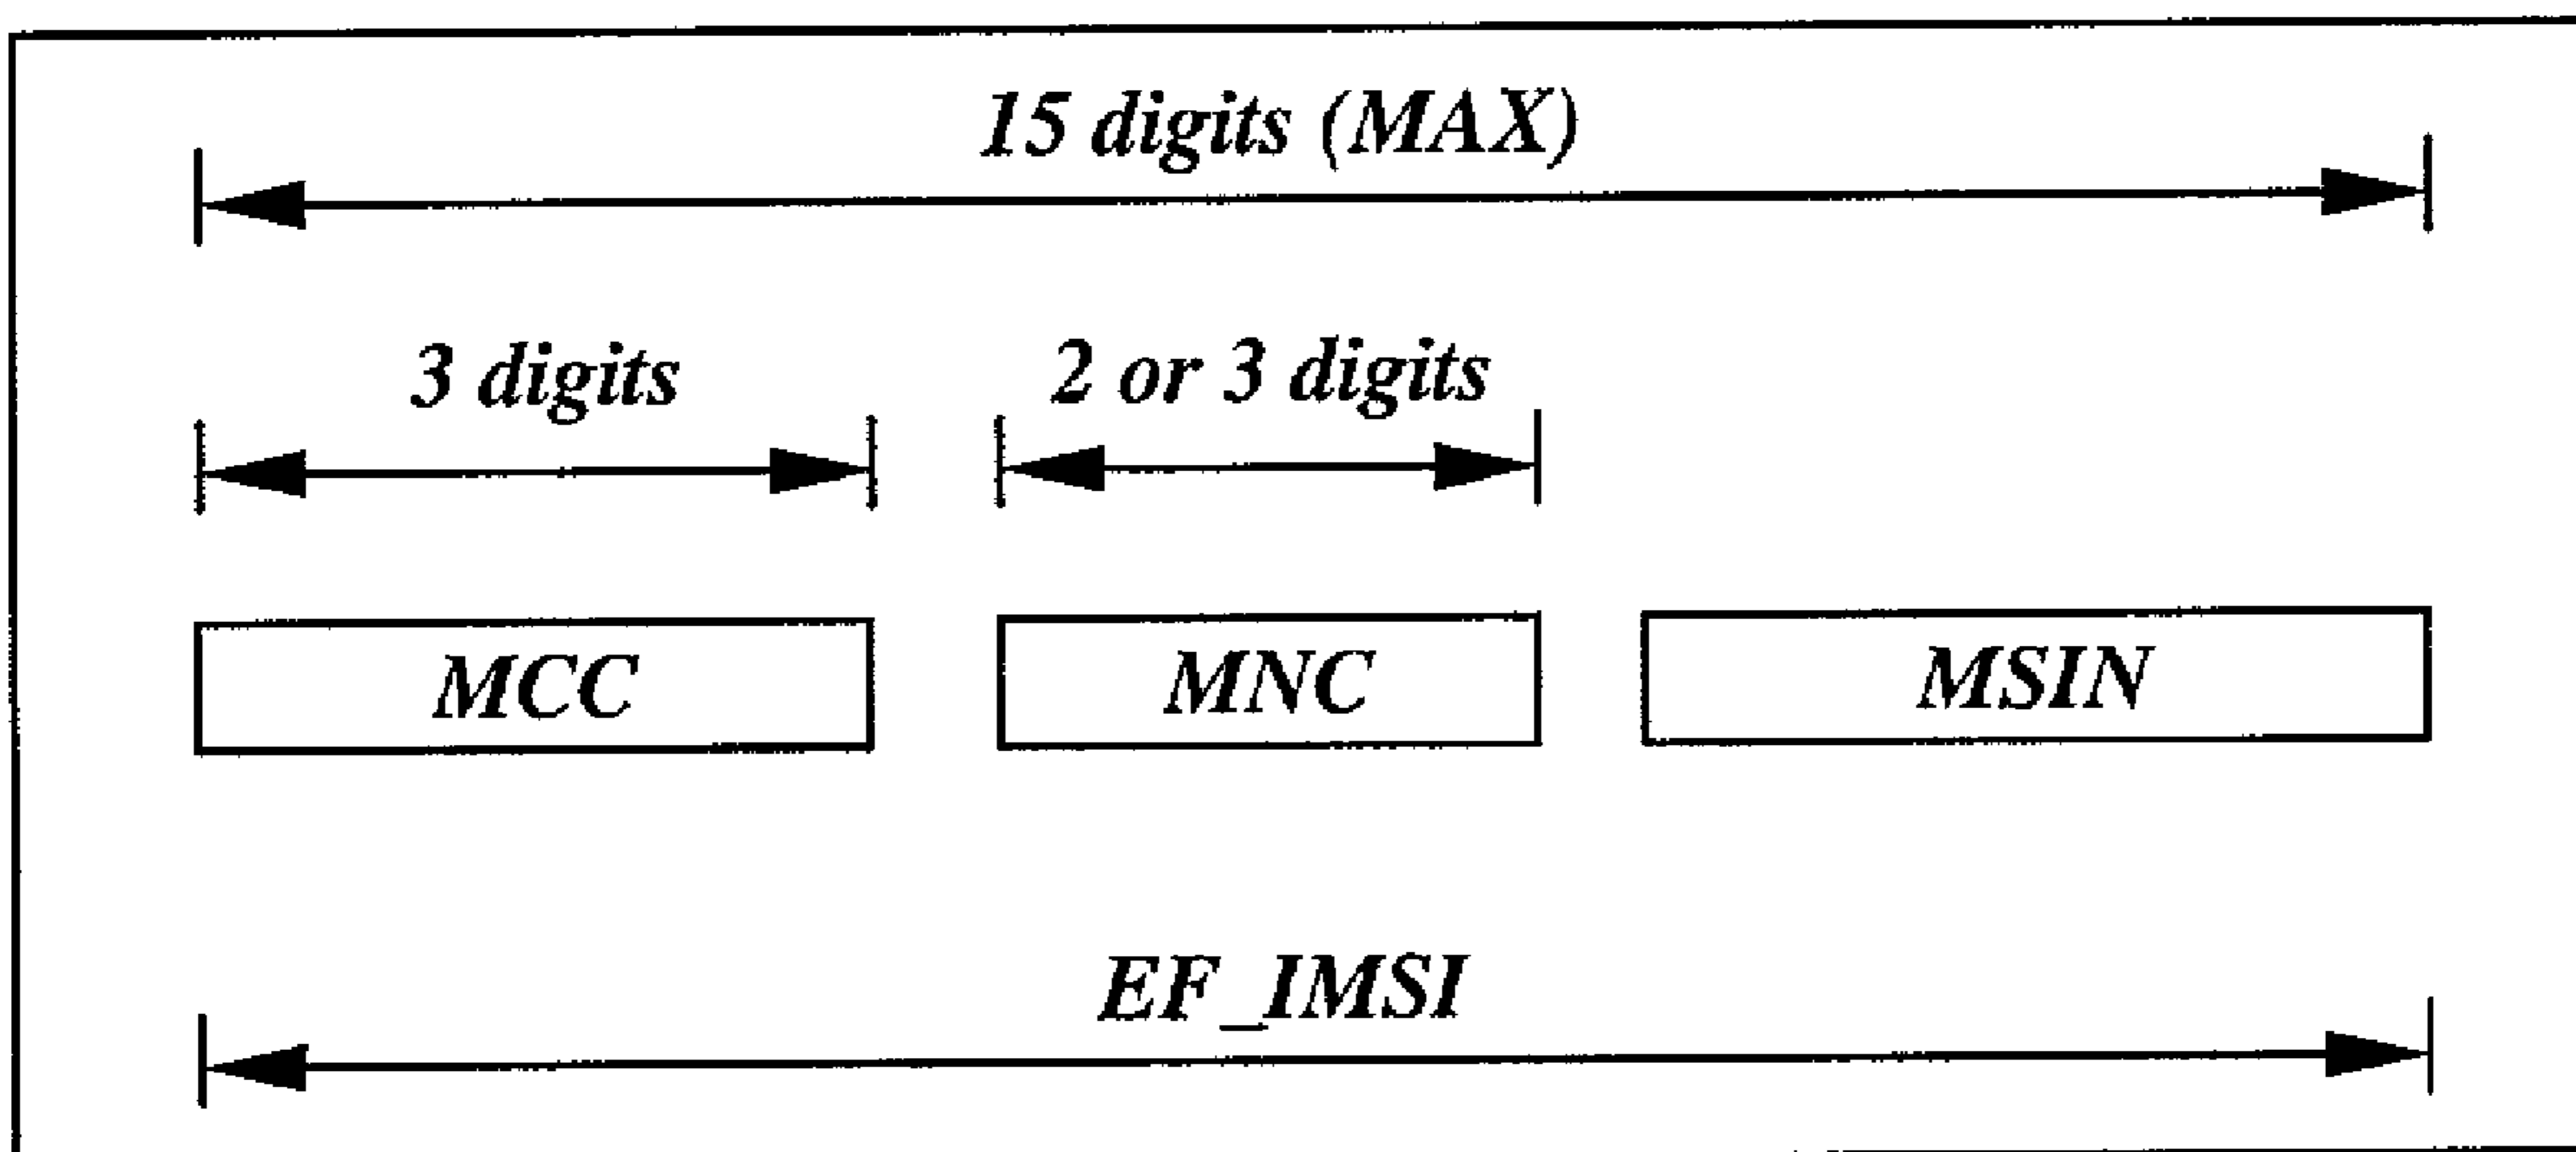 15 digits (MAX)
3 digits 2 or 3 digits
MCC MNC MSIN
EF_IMSI